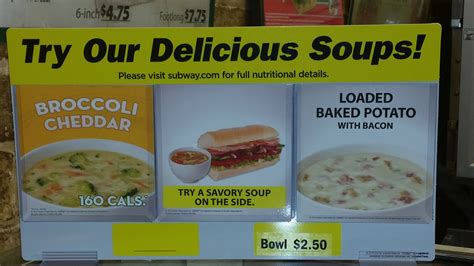 6-inch $4.75 Footlong $7.75
Try Our Delicious Soups!
Please visit subway.com for full nutritional details.
BROCCOLI
CHEDDAR
160 CALS.
TRY A SAVORY SOUP
ON THE SIDE.
LOADED
BAKED POTATO
WITH BACON
Bowl $2.50